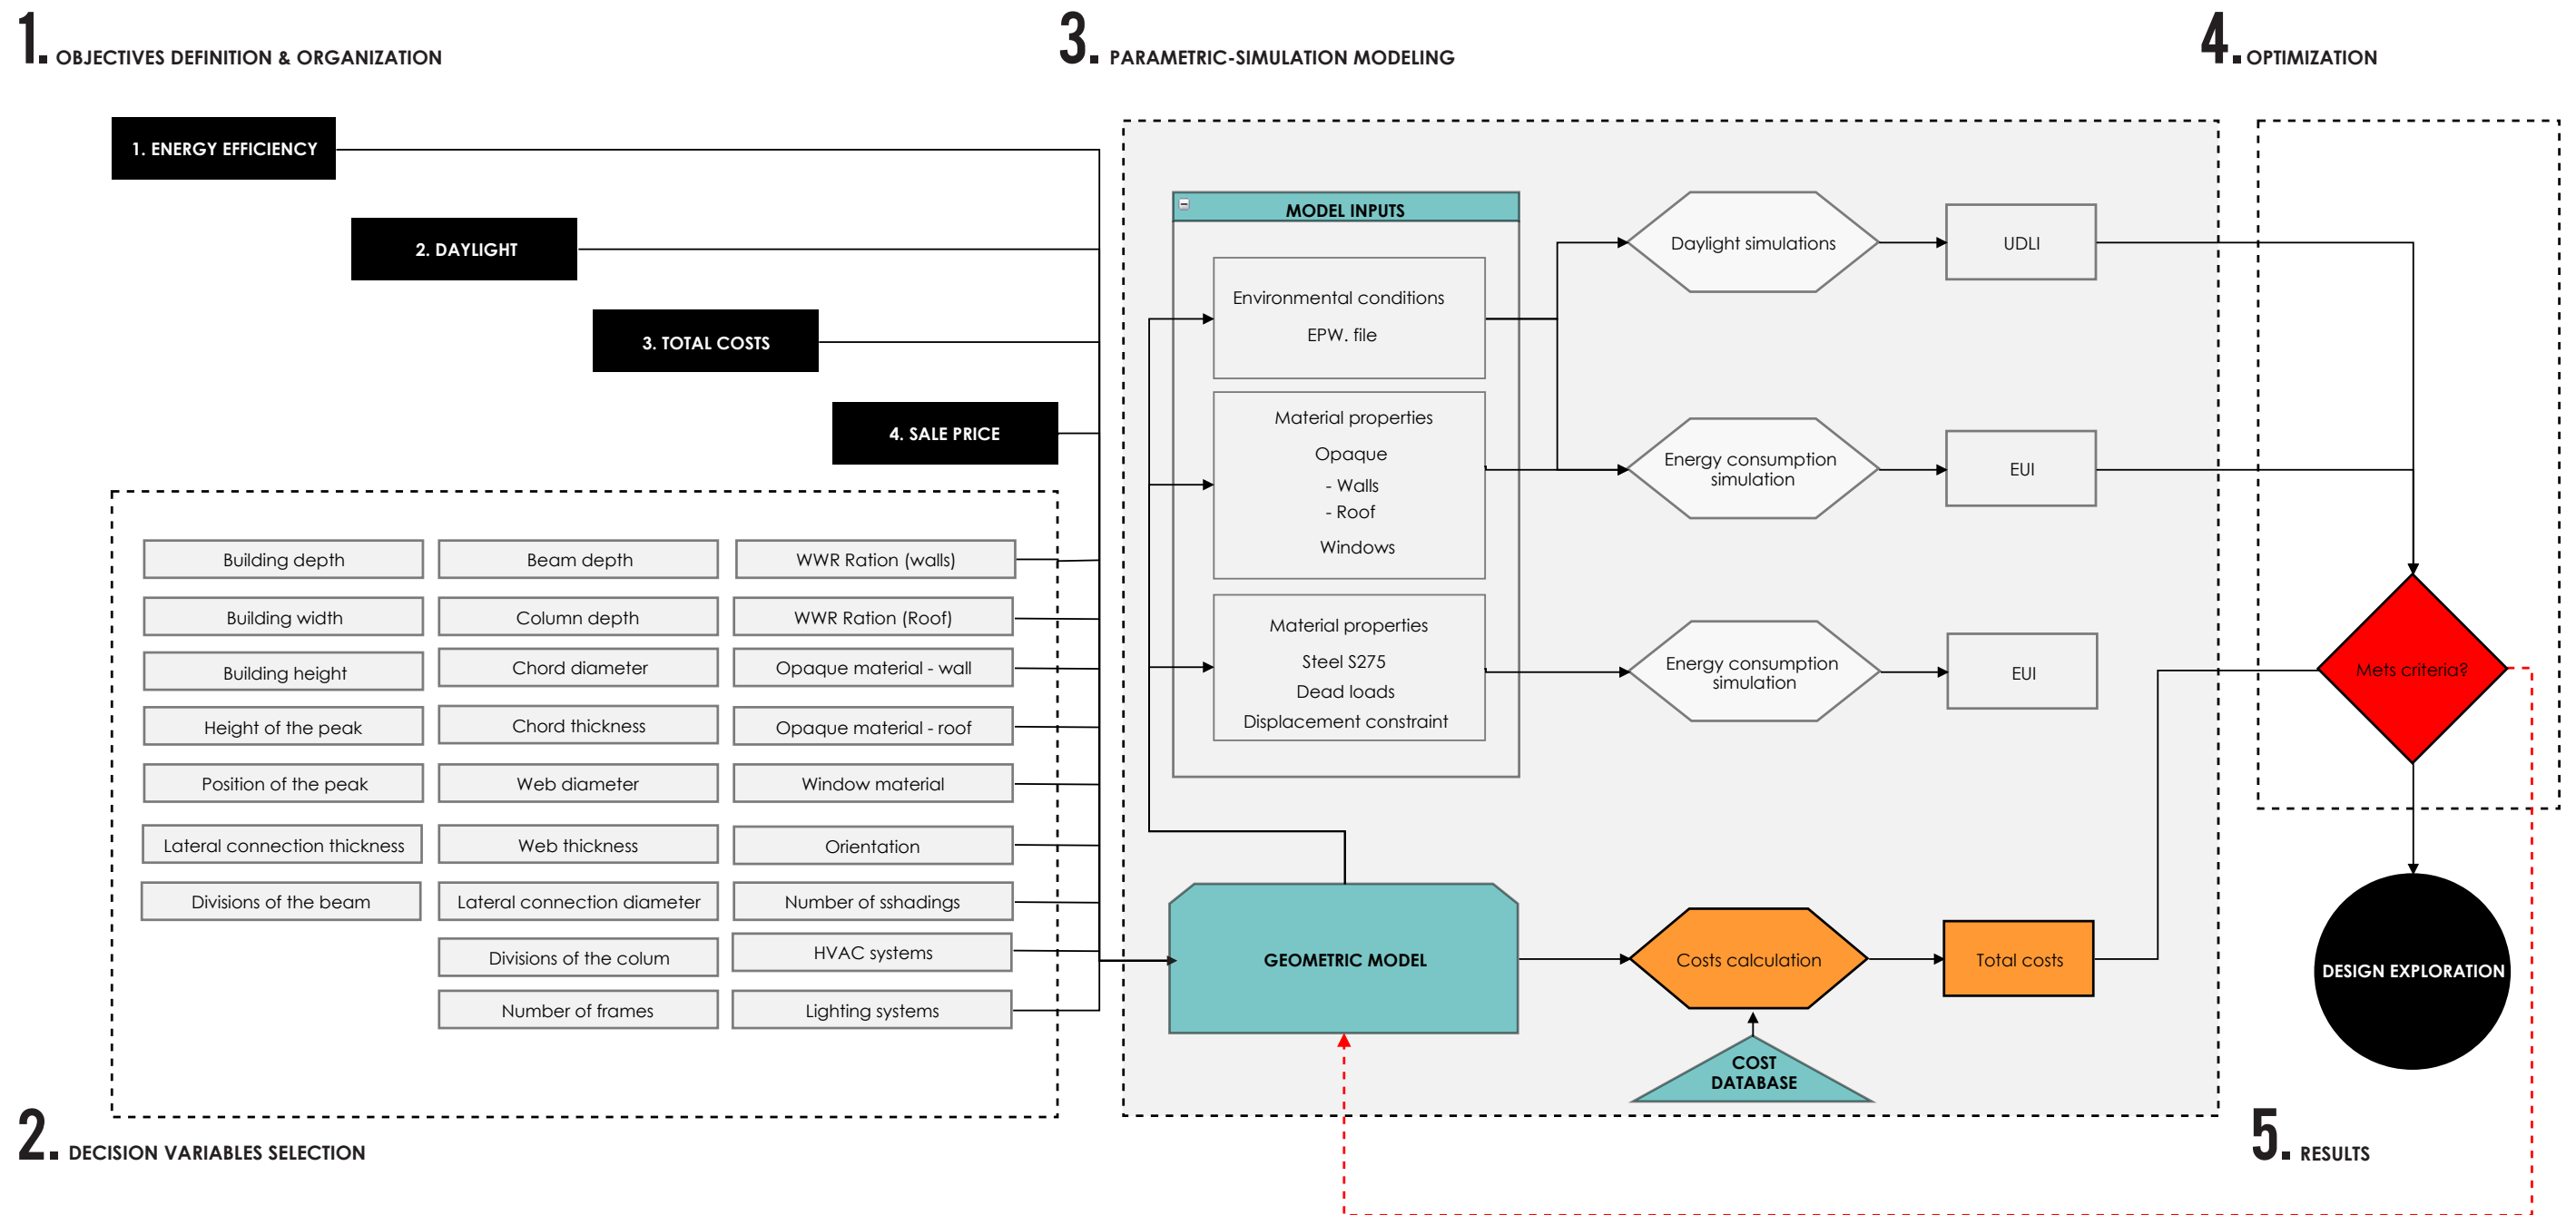 1. OBJECTIVES DEFINITION & ORGANIZATION
1. ENERGY EFFICIENCY
2. DAYLIGHT
3. TOTAL COSTS
4. SALE PRICE
Building depth
Building width
Building height
Height of the peak
Position of the peak
Lateral connection thickness
Divisions of the beam
Beam depth
Column depth
Chord diameter
Chord thickness
Web diameter
Web thickness
Lateral connection diameter
Divisions of the colum
Number of frames
WWR Ration (walls)
WWR Ration (Roof)
Opaque material - wall
Opaque material - roof
Window material
Orientation
Number of sshadings
HVAC systems
Lighting systems
2. DECISION VARIABLES SELECTION
3. PARAMETRIC-SIMULATION MODELING
MODEL INPUTS
Environmental conditions
EPW. file
Material properties
Opaque
- Walls
- Roof
Windows
Material properties
Steel S275
Dead loads
Displacement constraint
Daylight simulations
UDLI
Energy consumption
simulation
EUI
Energy consumption
simulation
EUI
GEOMETRIC MODEL
Costs calculation
Total costs
COST
DATABASE
4. OPTIMIZATION
Mets criteria?
DESIGN EXPLORATION
5. RESULTS